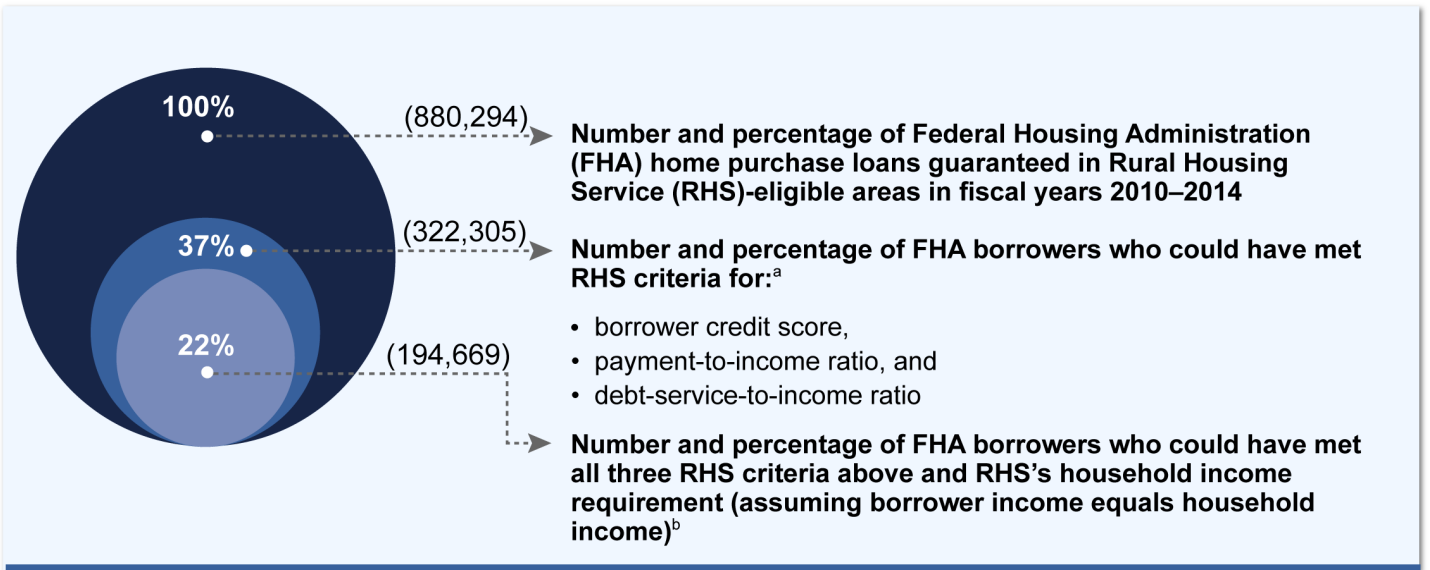 100%
(880,294)
Number and percentage of Federal Housing Administration
(FHA) home purchase loans guaranteed in Rural Housing
Service (RHS)-eligible areas in fiscal years 2010–2014
37%
(322,305)
Number and percentage of FHA borrowers who could have met
RHS criteria for:a
• borrower credit score,
• payment-to-income ratio, and
• debt-service-to-income ratio
22%
(194,669)
Number and percentage of FHA borrowers who could have met
all three RHS criteria above and RHS’s household income
requirement (assuming borrower income equals household
income)b